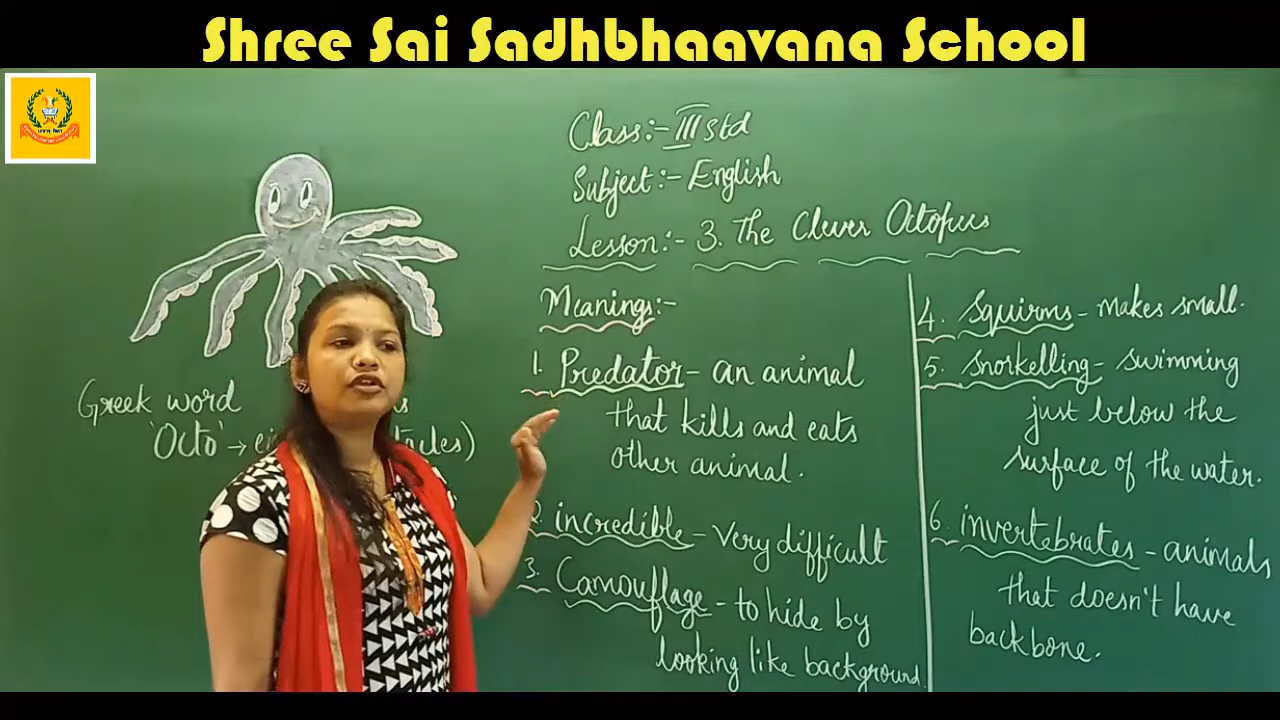 Shree Sai Sadhbhaavana School
Class:- III Std
Subject:- English
Lesson:- 3. The Clever Octopus
Meanings:-
1. Predator - an animal
that kills and eats
other animal.
2. incredible - Very difficult
3. Camouflage - to hide by
looking like background.
4. Squirms - makes small.
5. Snorkelling - swimming
just below the
surface of the water.
6. invertebrates - animals
that doesn't have
backbone.
Greek word
'Octo' →